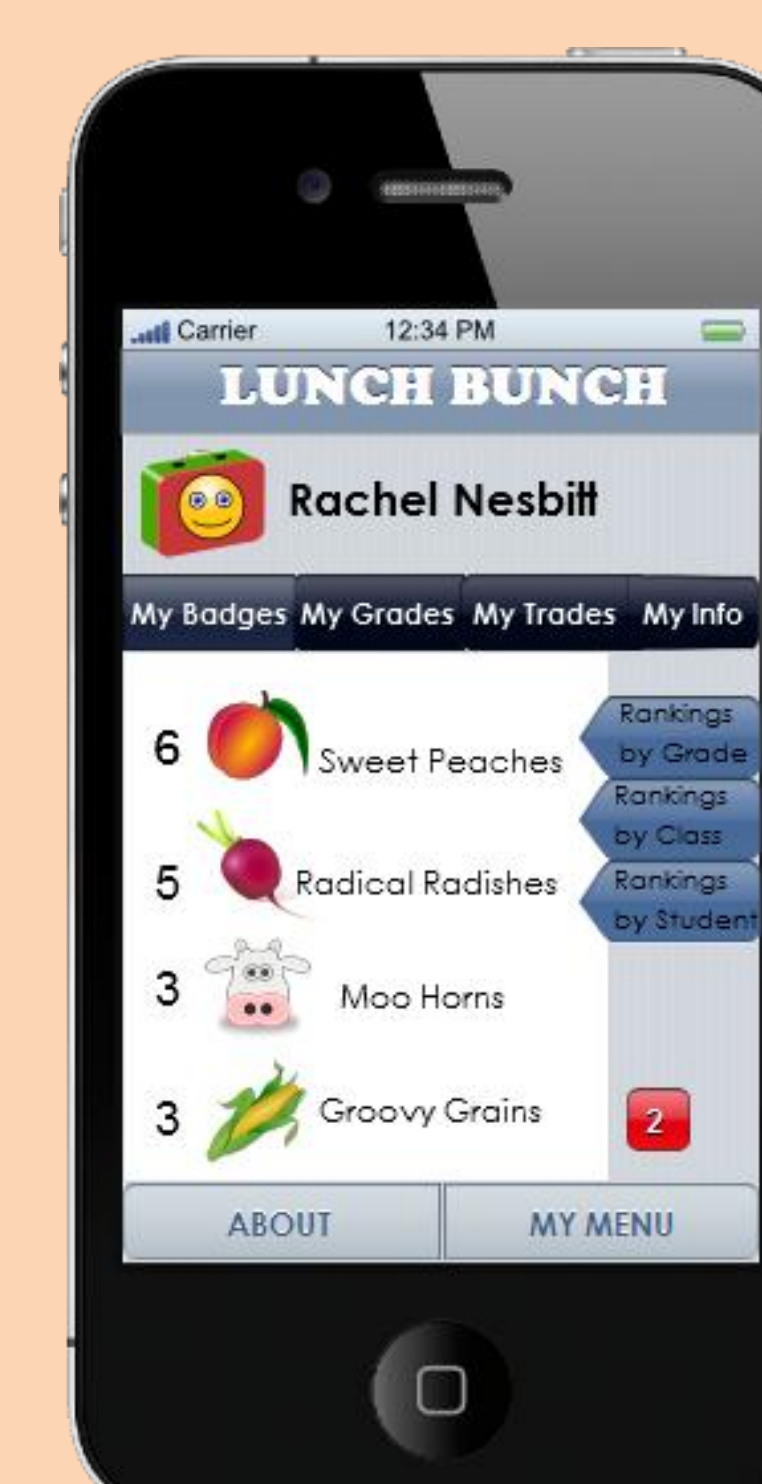 Carrier 12:34 PM
LUNCH BUNCH
Rachel Nesbitt
My Badges My Grades My Trades My Info
6 Sweet Peaches
Rankings
by Grade
Rankings
by Class
5 Radical Radishes
Rankings
by Student
3 Moo Horns
3 Groovy Grains
2
ABOUT MY MENU